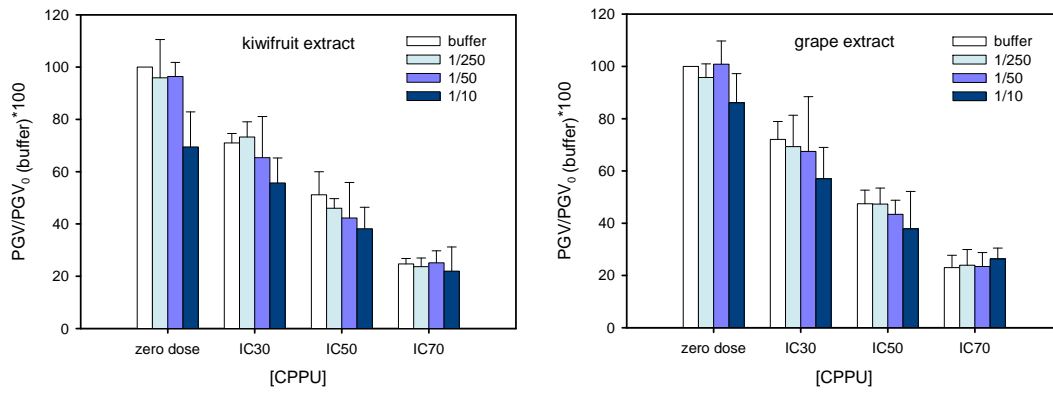 kiwifruit extract
buffer
1/250
1/50
1/10
PGV/PGV₀ (buffer)*100
120
100
80
60
40
20
0
zero dose IC30 IC50 IC70
[CPPU]
grape extract
buffer
1/250
1/50
1/10
PGV/PGV₀ (buffer)*100
120
100
80
60
40
20
0
zero dose IC30 IC50 IC70
[CPPU]